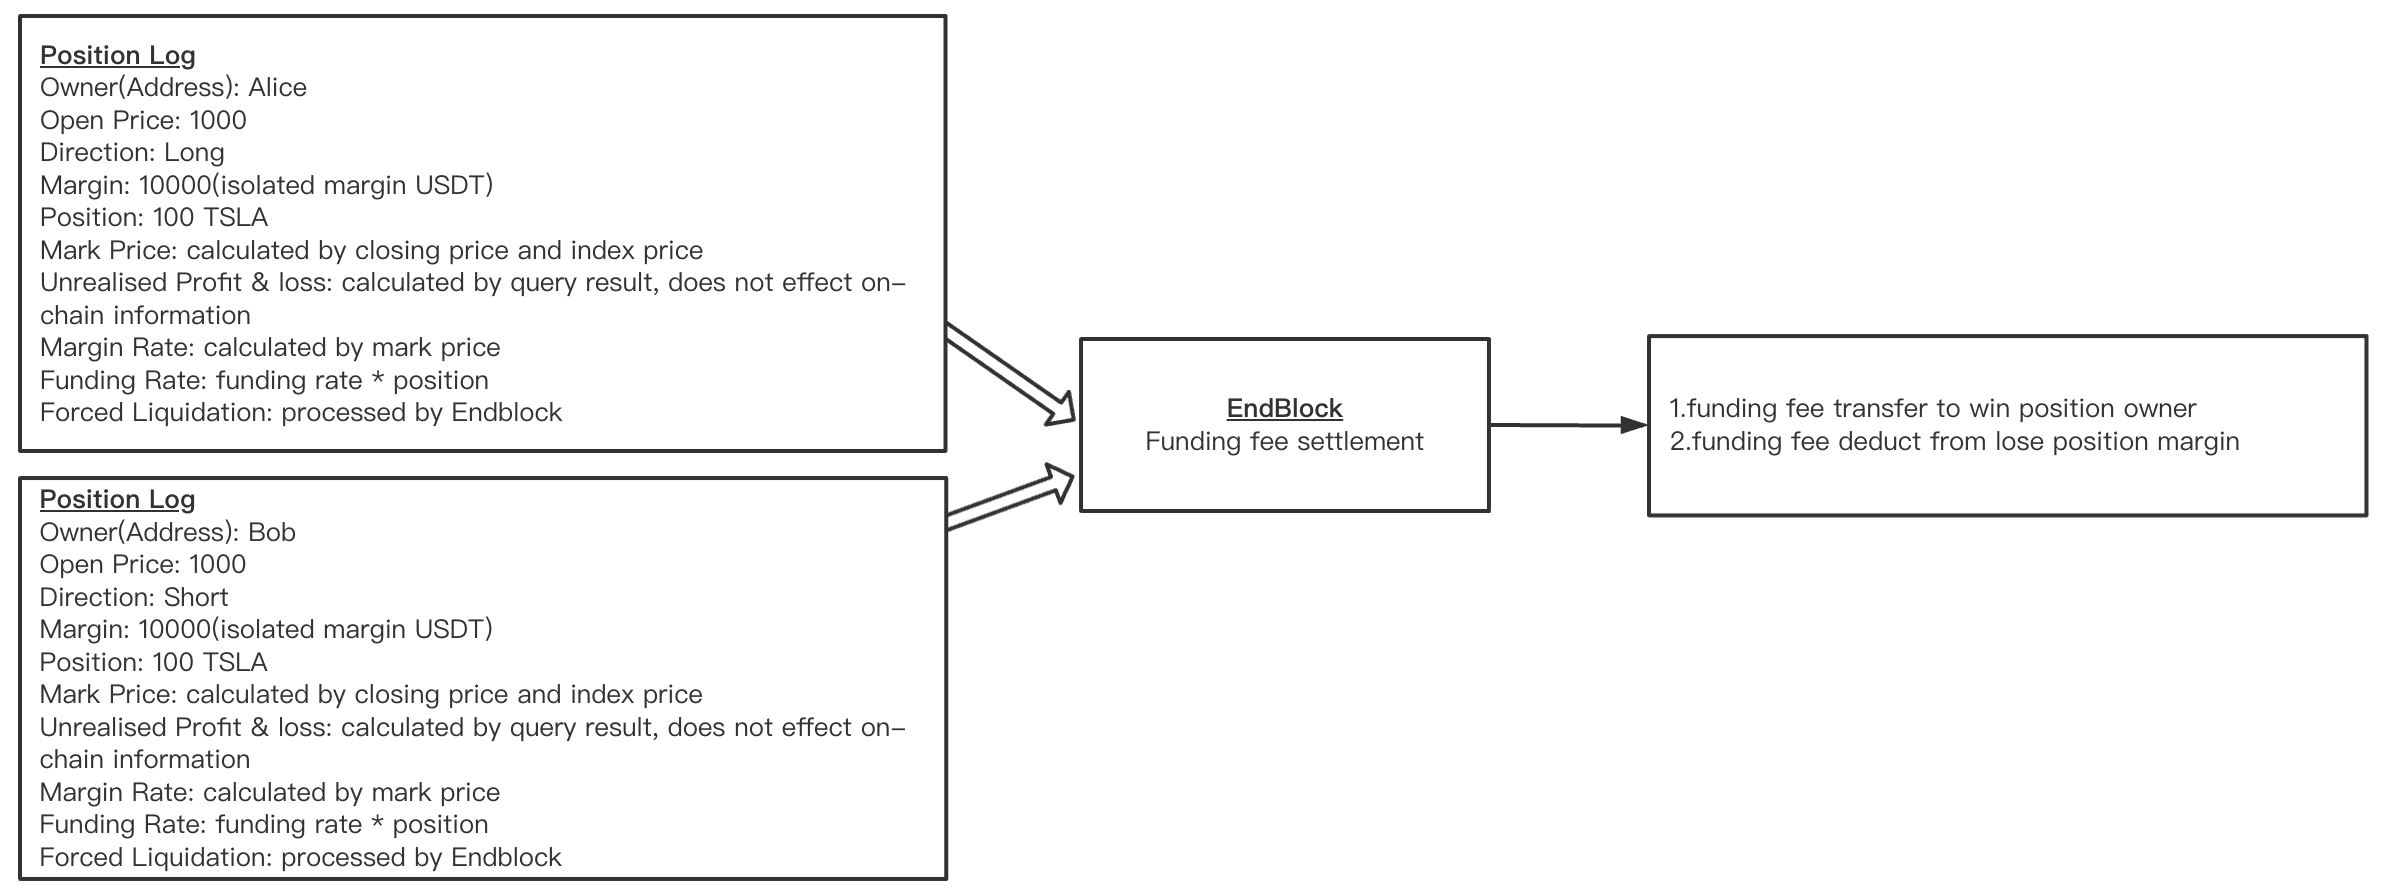 Position Log
Owner(Address): Alice
Open Price: 1000
Direction: Long
Margin: 10000(isolated margin USDT)
Position: 100 TSLA
Mark Price: calculated by closing price and index price
Unrealised Profit & loss: calculated by query result, does not effect on-
chain information
Margin Rate: calculated by mark price
Funding Rate: funding rate * position
Forced Liquidation: processed by Endblock
Position Log
Owner(Address): Bob
Open Price: 1000
Direction: Short
Margin: 10000(isolated margin USDT)
Position: 100 TSLA
Mark Price: calculated by closing price and index price
Unrealised Profit & loss: calculated by query result, does not effect on-
chain information
Margin Rate: calculated by mark price
Funding Rate: funding rate * position
Forced Liquidation: processed by Endblock
EndBlock
Funding fee settlement
1.funding fee transfer to win position owner
2.funding fee deduct from lose position margin